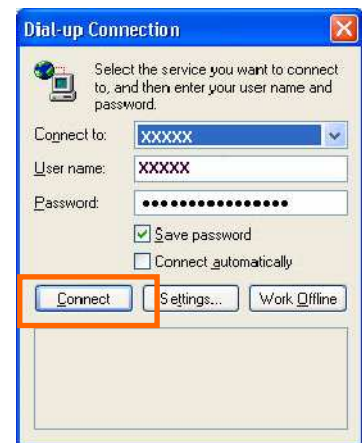 Dial-up Connection
Select the service you want to connect
to, and then enter your user name and
password.
Connect to: XXXXX
User name: XXXXX
Password: ••••••••••••••••
Save password
Connect automatically
Connect Settings... Work Offline